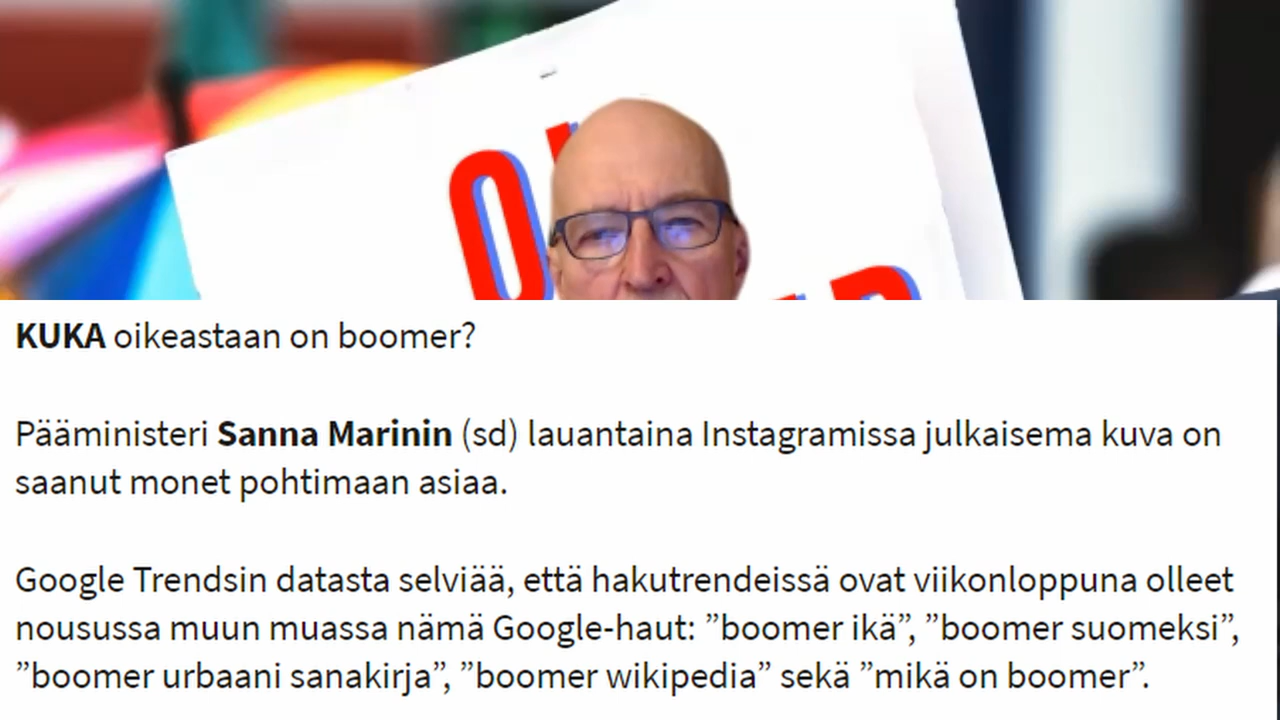 KUKA oikeastaan on boomer?
Pääministeri Sanna Marinin (sd) lauantaina Instagramissa julkaisema kuva on
saanut monet pohtimaan asiaa.
Google Trendsin datasta selviää, että hakutrendeissä ovat viikonloppuna olleet
nousussa muun muassa nämä Google-haut: ”boomer ikä”, ”boomer suomeksi”,
”boomer urbaani sanakirja”, ”boomer wikipedia” sekä ”mikä on boomer”.